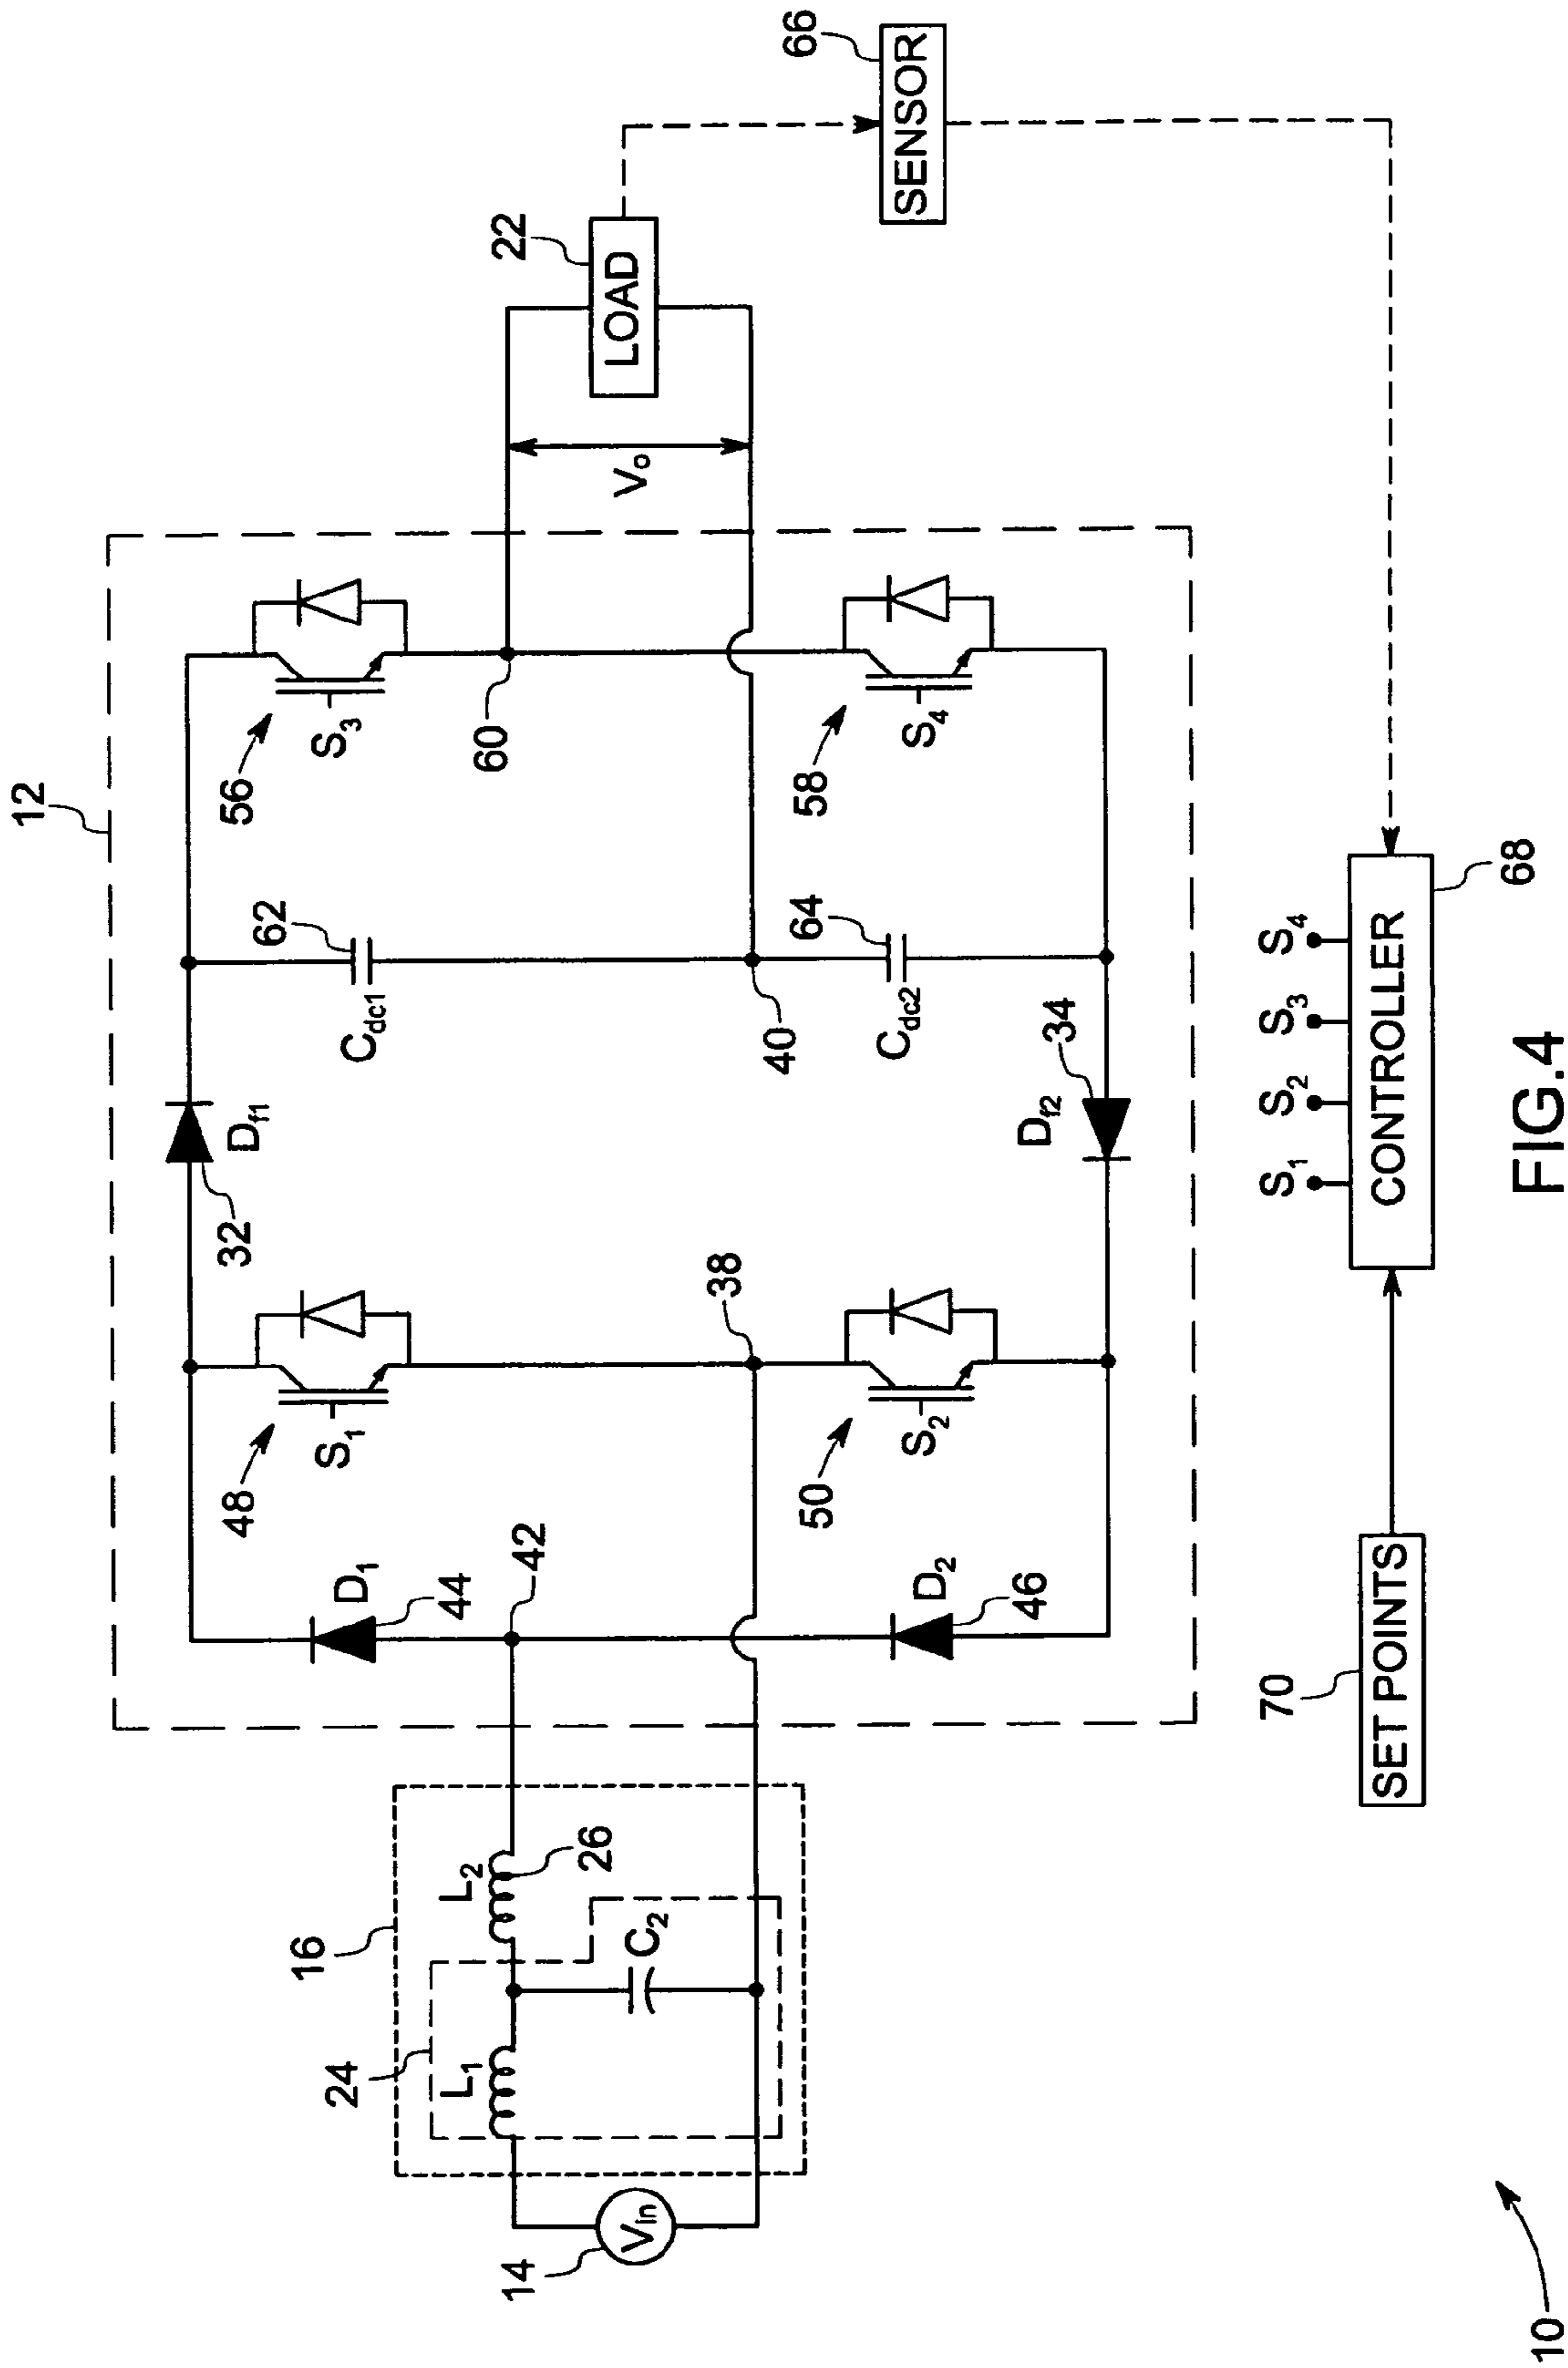 12
56
S3
62
Cdc1
Df1
32
48
S1
D1
44
16
24
L1
L2
26
C2
14
Vin
42
38
40
60
Vo
22
LOAD
66
SENSOR
58
S4
64
Cdc2
34
Df2
50
S2
D2
46
70
SET POINTS
S1 S2 S3 S4
CONTROLLER
68
10
FIG.4